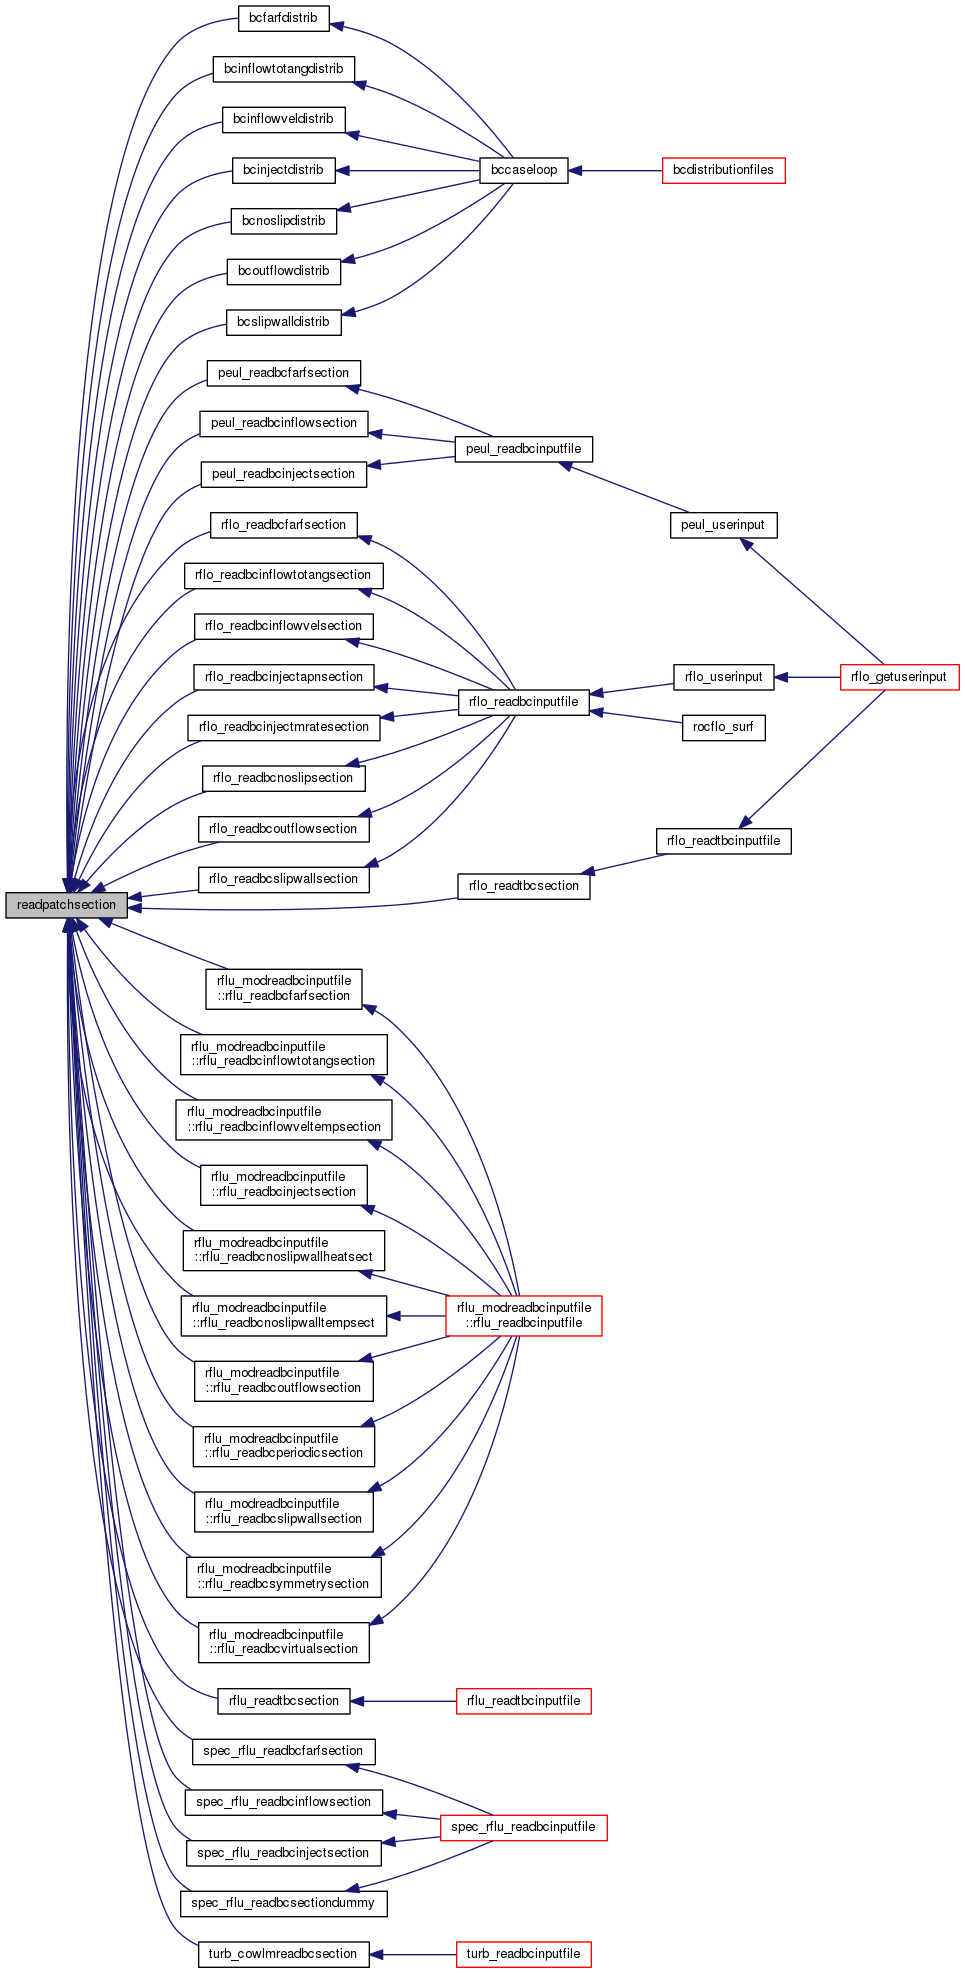 bcfarfdistrib
bcinflowtotangdistrib
bcinflowveldistrib
bcinjectdistrib
bccaseloop
bcdistributionfiles
bcnoslipdistrib
bcoutflowdistrib
bcslipwalldistrib
peul_readbcfarfsection
peul_readbcinflowsection
peul_readbcinputfile
peul_readbcinjectsection
rflo_readbcfarfsection
peul_userinput
rflo_readbcinflowtotangsection
rflo_readbcinflowvelsection
rflo_readbcinjectapnsection
rflo_userinput
rflo_getuserinput
rflo_readbcinputfile
rflo_readbcinjectmratesection
rocflo_surf
rflo_readbcnoslipsection
rflo_readbcoutflowsection
rflo_readtbcinputfile
rflo_readbcslipwallsection
rflo_readtbcsection
readpatchsection
rflu_modreadbcinputfile
::rflu_readbcfarfsection
rflu_modreadbcinputfile
::rflu_readbcinflowtotangsection
rflu_modreadbcinputfile
::rflu_readbcinflowveltempsection
rflu_modreadbcinputfile
::rflu_readbcinjectsection
rflu_modreadbcinputfile
::rflu_readbcnoslipwallheatsect
rflu_modreadbcinputfile
::rflu_readbcnoslipwalltempsect
rflu_modreadbcinputfile
::rflu_readbcinputfile
rflu_modreadbcinputfile
::rflu_readbcoutflowsection
rflu_modreadbcinputfile
::rflu_readbcperiodicsection
rflu_modreadbcinputfile
::rflu_readbcslipwallsection
rflu_modreadbcinputfile
::rflu_readbcsymmetrysection
rflu_modreadbcinputfile
::rflu_readbcvirtualsection
rflu_readtbcsection
rflu_readtbcinputfile
spec_rflu_readbcfarfsection
spec_rflu_readbcinflowsection
spec_rflu_readbcinputfile
spec_rflu_readbcinjectsection
spec_rflu_readbcsectiondummy
turb_cowlmreadbcsection
turb_readbcinputfile